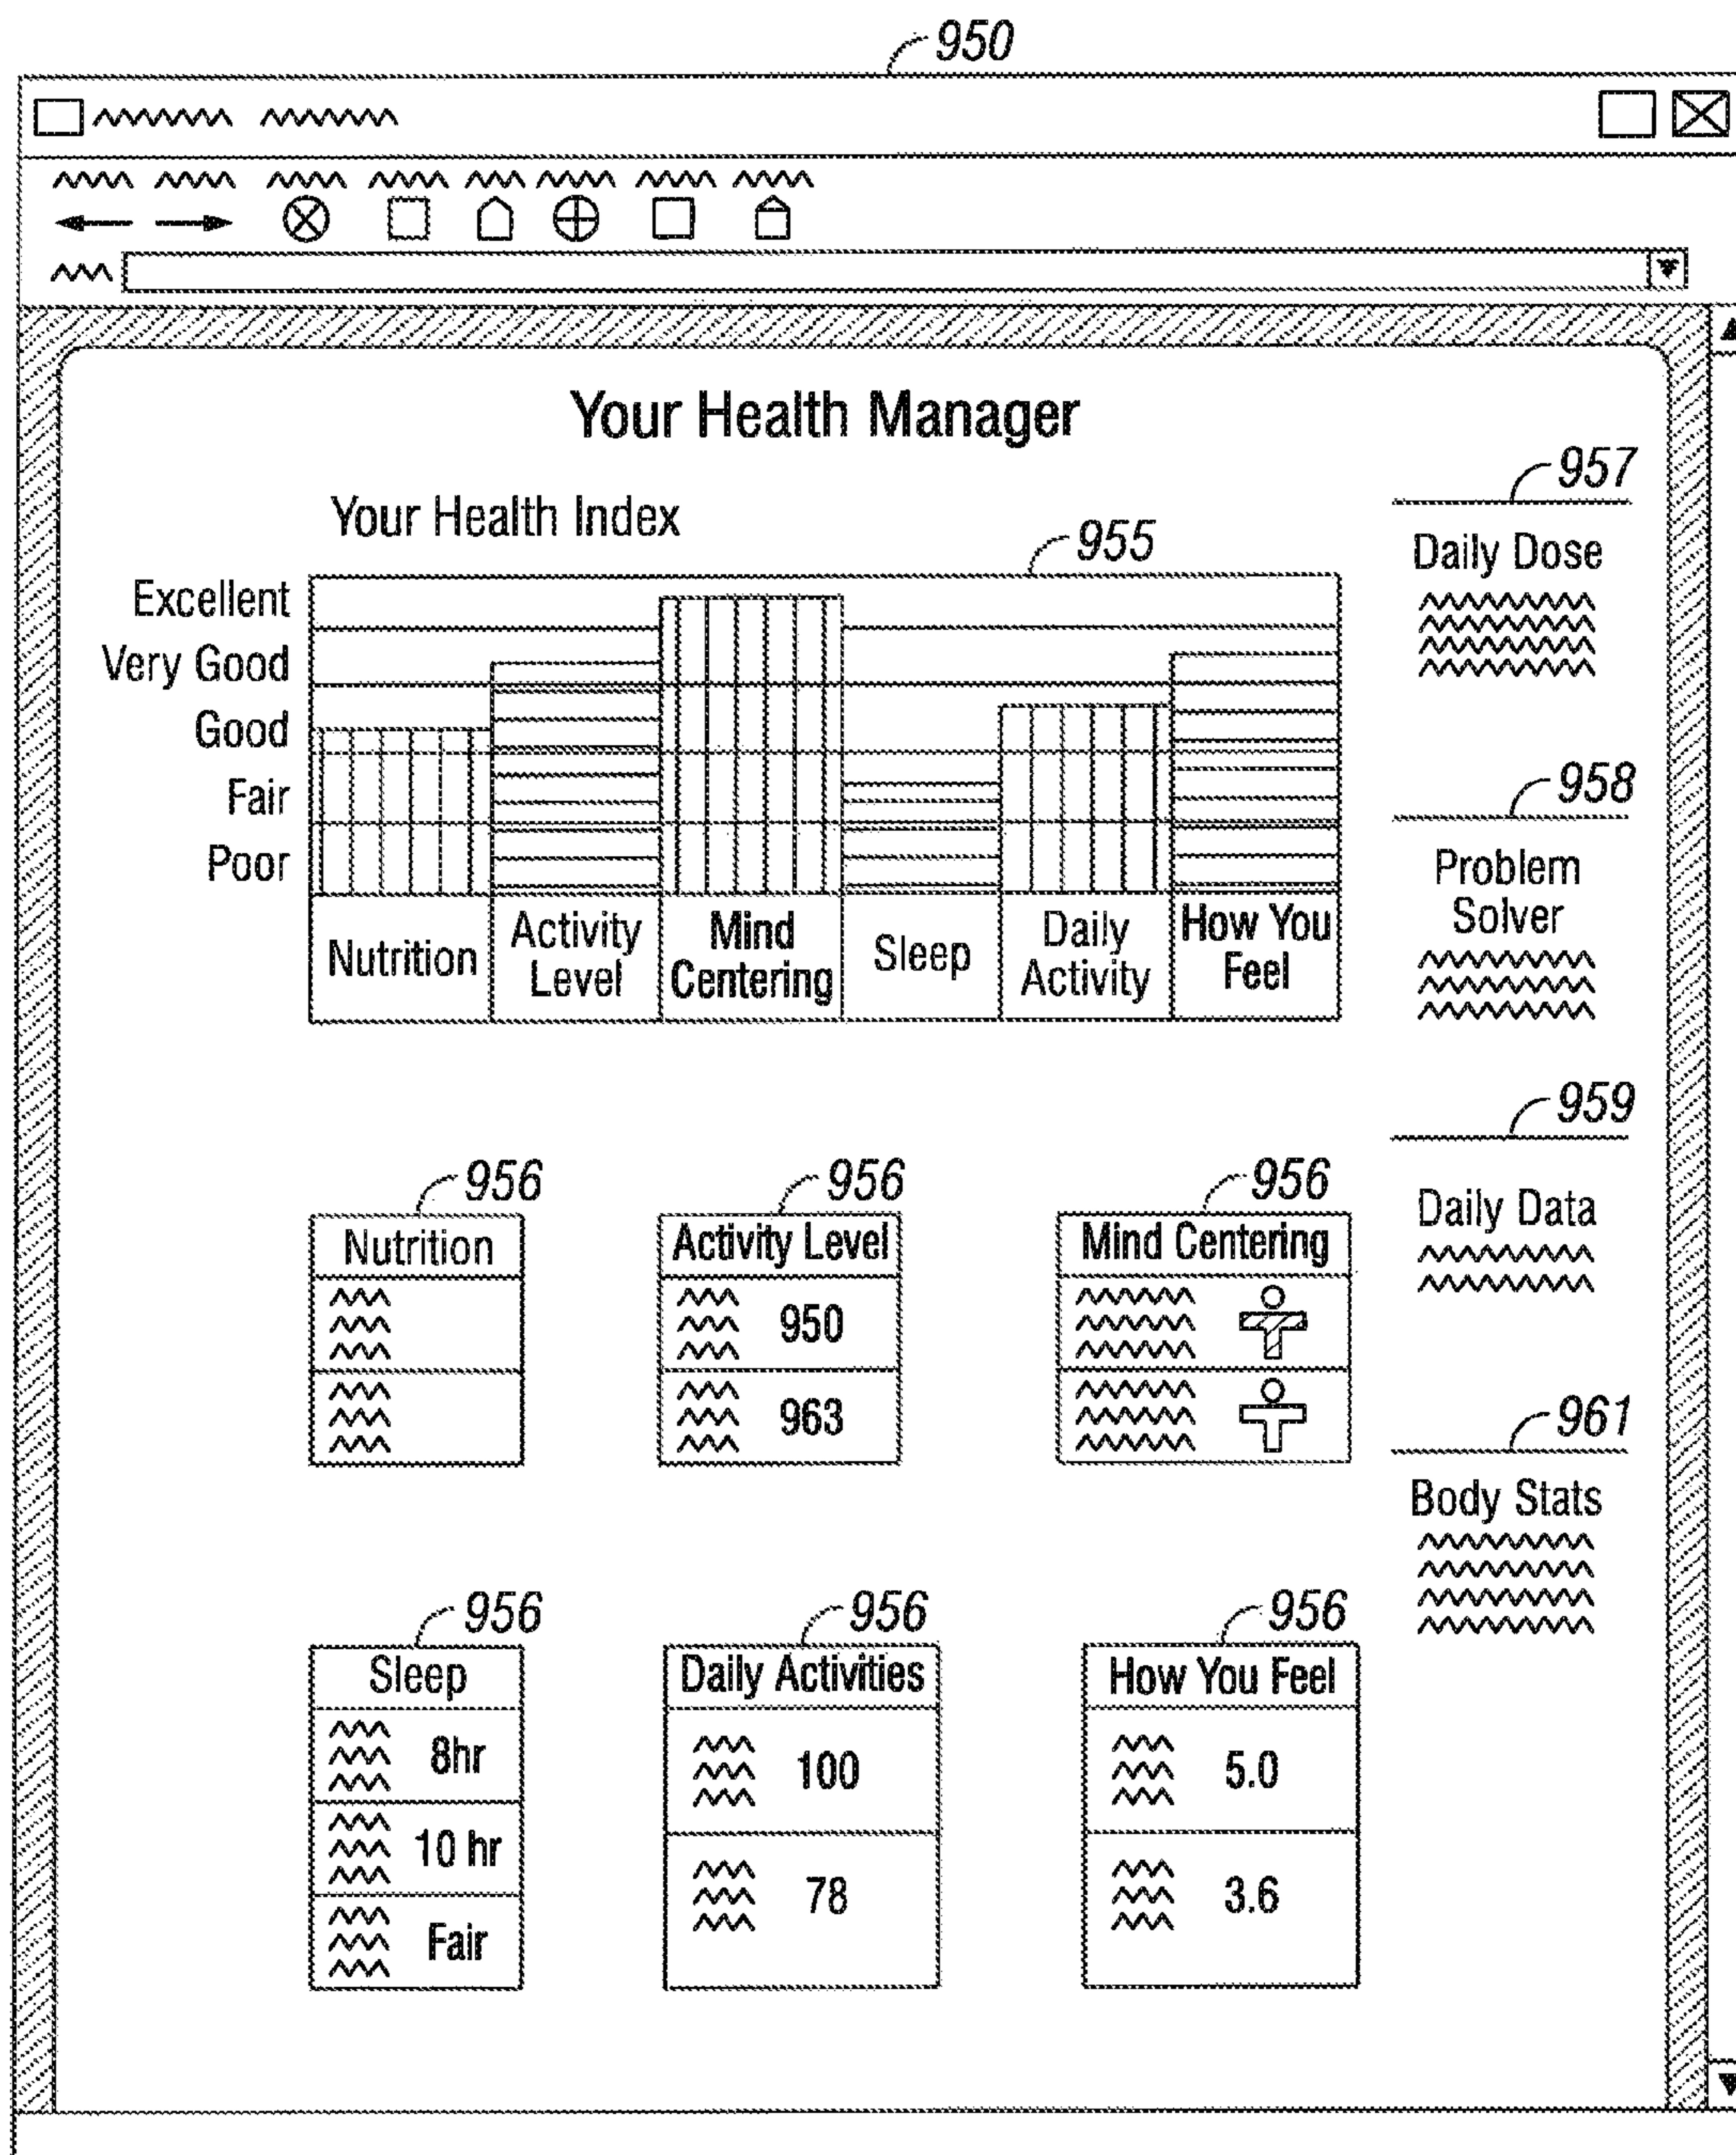 950
Your Health Manager
957
Your Health Index
955
Daily Dose
Excellent
Very Good
Good
Fair
Poor
958
Problem
Solver
Nutrition
Activity
Level
Mind
Centering
Sleep
Daily
Activity
How You
Feel
959
Daily Data
956
Nutrition
956
Activity Level
950
963
956
Mind Centering
961
Body Stats
956
Sleep
8hr
10 hr
Fair
956
Daily Activities
100
78
956
How You Feel
5.0
3.6